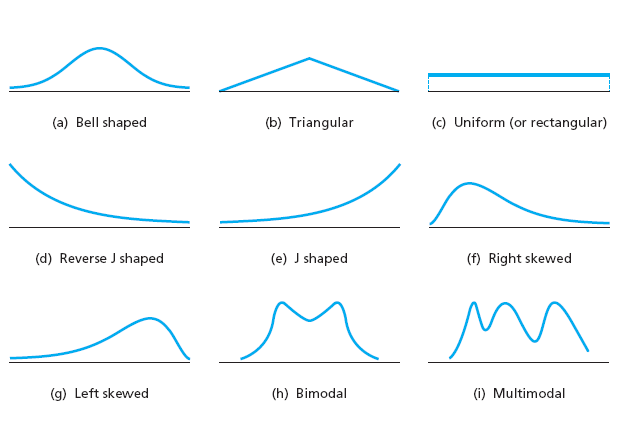 (a) Bell shaped
(b) Triangular
(c) Uniform (or rectangular)
(d) Reverse J shaped
(e) J shaped
(f) Right skewed
(g) Left skewed
(h) Bimodal
(i) Multimodal